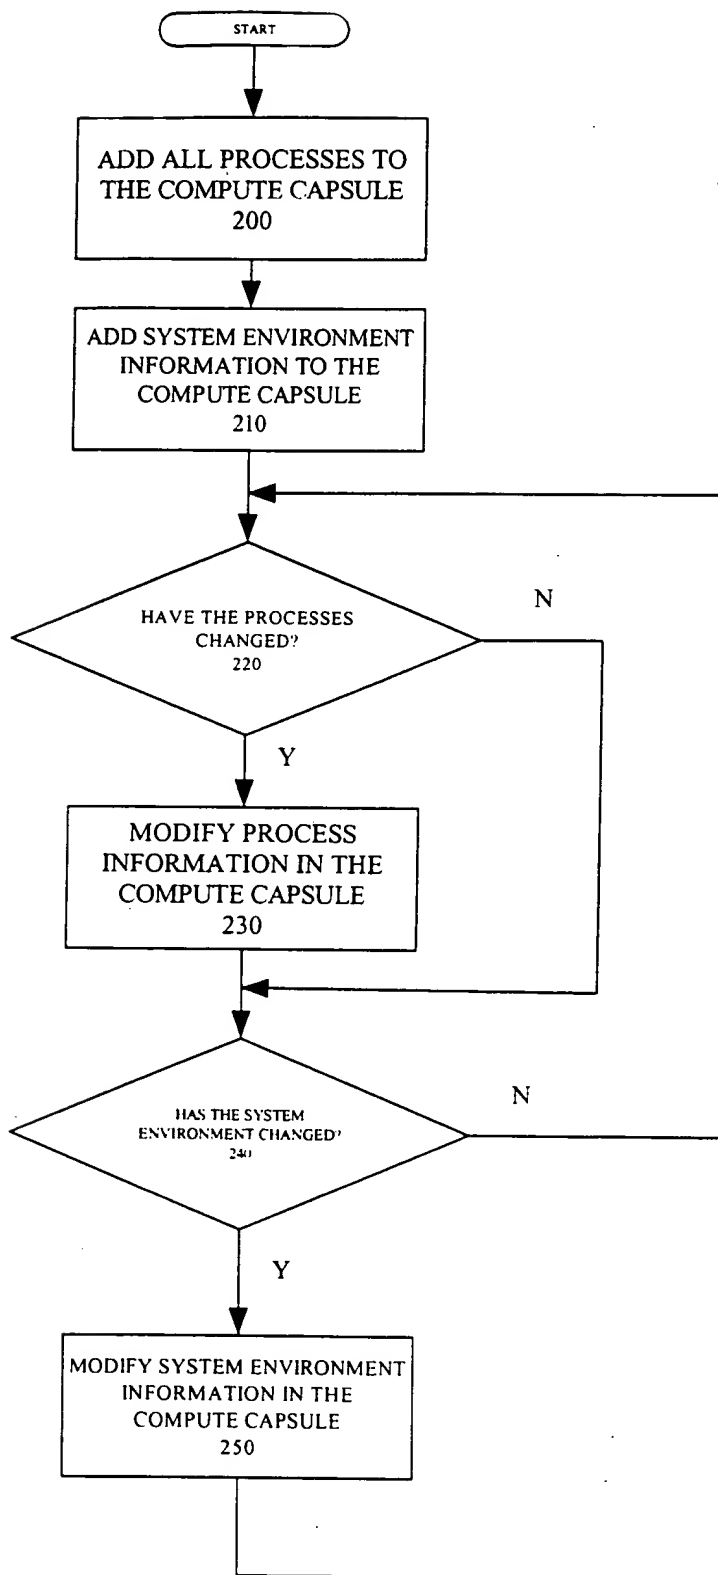 START
ADD ALL PROCESSES TO
THE COMPUTE CAPSULE
200
ADD SYSTEM ENVIRONMENT
INFORMATION TO THE
COMPUTE CAPSULE
210
HAVE THE PROCESSES
CHANGED?
220
N
Y
MODIFY PROCESS
INFORMATION IN THE
COMPUTE CAPSULE
230
HAS THE SYSTEM
ENVIRONMENT CHANGED?
240
N
Y
MODIFY SYSTEM ENVIRONMENT
INFORMATION IN THE
COMPUTE CAPSULE
250